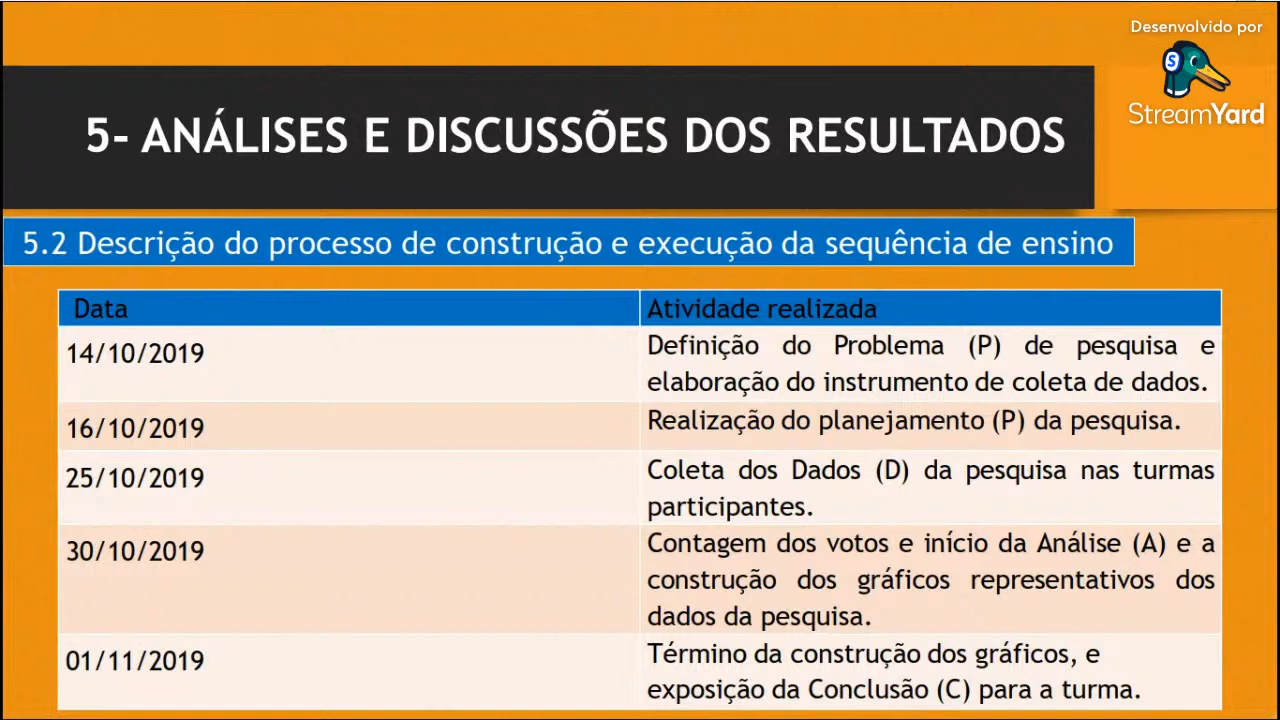 Desenvolvido por
S
StreamYard
5- ANÁLISES E DISCUSSÕES DOS RESULTADOS
5.2 Descrição do processo de construção e execução da sequência de ensino
Data
Atividade realizada
14/10/2019
Definição do Problema (P) de pesquisa e
elaboração do instrumento de coleta de dados.
16/10/2019
Realização do planejamento (P) da pesquisa.
25/10/2019
Coleta dos Dados (D) da pesquisa nas turmas
participantes.
30/10/2019
Contagem dos votos e início da Análise (A) e a
construção dos gráficos representativos dos
dados da pesquisa.
01/11/2019
Término da construção dos gráficos, e
exposição da Conclusão (C) para a turma.